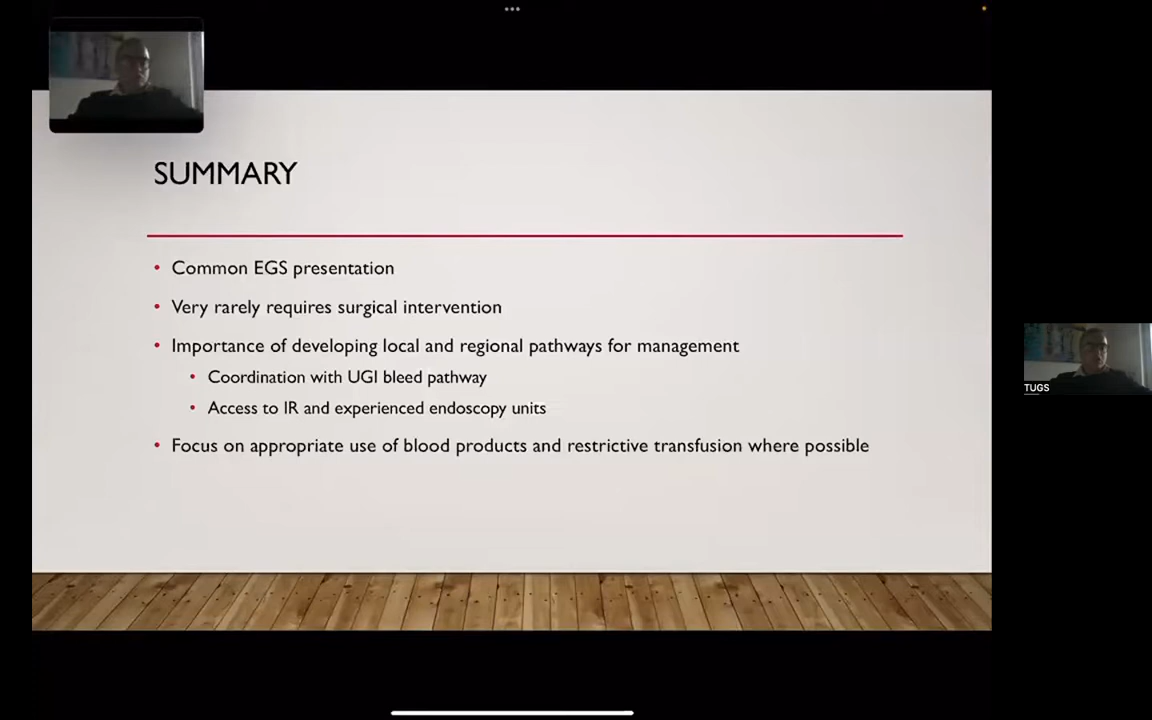 SUMMARY
• Common EGS presentation
• Very rarely requires surgical intervention
• Importance of developing local and regional pathways for management
• Coordination with UGI bleed pathway
• Access to IR and experienced endoscopy units
• Focus on appropriate use of blood products and restrictive transfusion where possible
TUGS